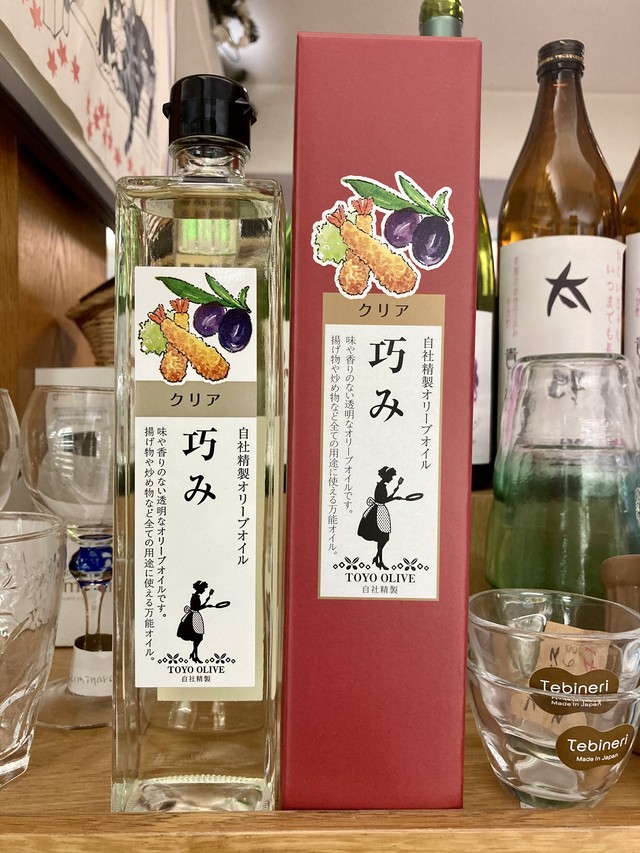 クリア
自社精製オリーブオイル
巧み
味や香りのない透明なオリーブオイルです。
揚げ物や炒め物など全ての用途に使える万能オイル。
TOYO OLIVE
自社精製
クリア
自社精製オリーブオイル
巧み
味や香りのない透明なオリーブオイルです。
揚げ物や炒め物など全ての用途に使える万能オイル。
TOYO OLIVE
自社精製
太
いつまでも
Tebineri
Made in Japan
Tebineri
Made in Japan